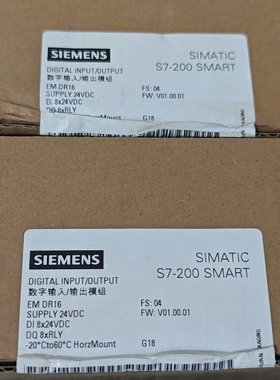 SIEMENS
SIMATIC
S7-200 SMART
DIGITAL INPUT/OUTPUT
数字输入/输出模组
EM DR16
FS: 04
SUPPLY 24VDC
FW: V01.00.01
DI 8x24VDC
DQ 8xRLY
HorzMount
G18
SIEMENS
SIMATIC
S7-200 SMART
DIGITAL INPUT/OUTPUT
数字输入/输出模组
EM DR16
FS: 04
SUPPLY 24VDC
FW: V01.00.01
DI 8x24VDC
DQ 8xRLY
-20°Cto60°C HorzMount
G18